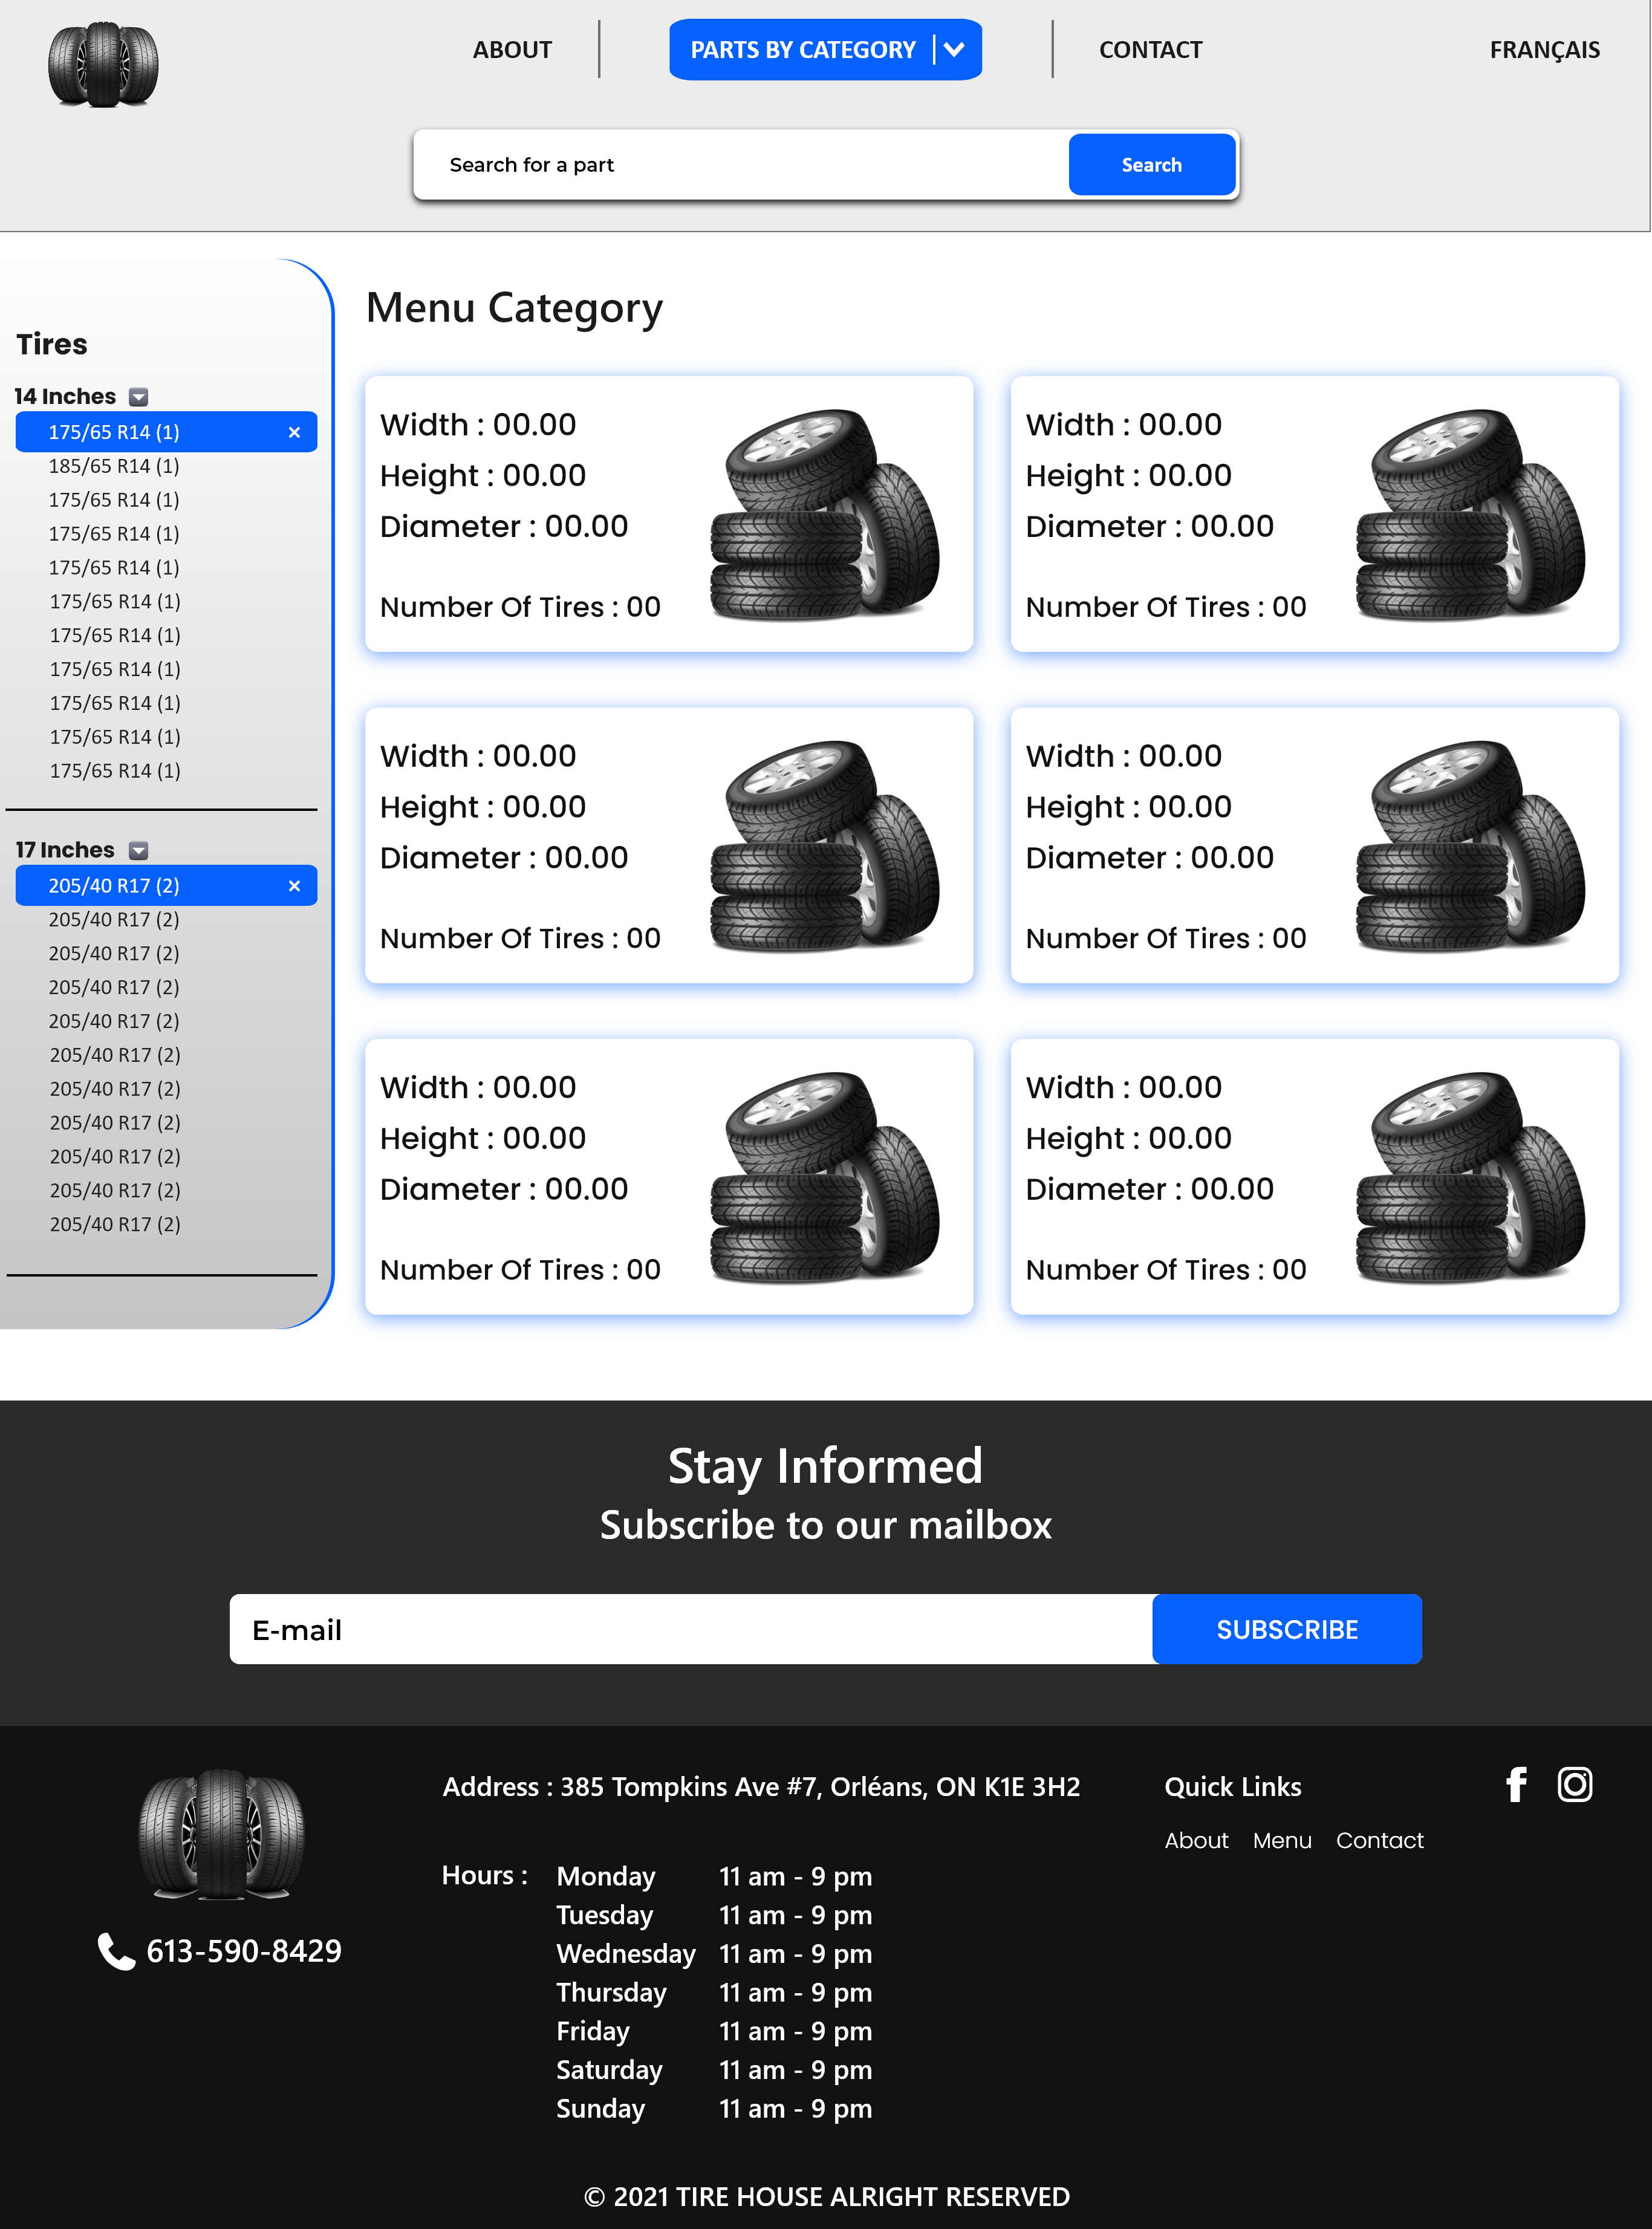 ABOUT
PARTS BY CATEGORY
CONTACT
FRANÇAIS
Search for a part
Search
Tires
14 Inches
175/65 R14 (1)
185/65 R14 (1)
175/65 R14 (1)
175/65 R14 (1)
175/65 R14 (1)
175/65 R14 (1)
175/65 R14 (1)
175/65 R14 (1)
175/65 R14 (1)
175/65 R14 (1)
175/65 R14 (1)
17 Inches
205/40 R17 (2)
205/40 R17 (2)
205/40 R17 (2)
205/40 R17 (2)
205/40 R17 (2)
205/40 R17 (2)
205/40 R17 (2)
205/40 R17 (2)
205/40 R17 (2)
205/40 R17 (2)
205/40 R17 (2)
Menu Category
Width : 00.00
Height : 00.00
Diameter : 00.00
Number Of Tires : 00
Width : 00.00
Height : 00.00
Diameter : 00.00
Number Of Tires : 00
Width : 00.00
Height : 00.00
Diameter : 00.00
Number Of Tires : 00
Width : 00.00
Height : 00.00
Diameter : 00.00
Number Of Tires : 00
Width : 00.00
Height : 00.00
Diameter : 00.00
Number Of Tires : 00
Width : 00.00
Height : 00.00
Diameter : 00.00
Number Of Tires : 00
Stay Informed
Subscribe to our mailbox
E-mail
SUBSCRIBE
613-590-8429
Address : 385 Tompkins Ave #7, Orléans, ON K1E 3H2
Hours :
Monday 11 am - 9 pm
Tuesday 11 am - 9 pm
Wednesday 11 am - 9 pm
Thursday 11 am - 9 pm
Friday 11 am - 9 pm
Saturday 11 am - 9 pm
Sunday 11 am - 9 pm
Quick Links
About Menu Contact
© 2021 TIRE HOUSE ALRIGHT RESERVED